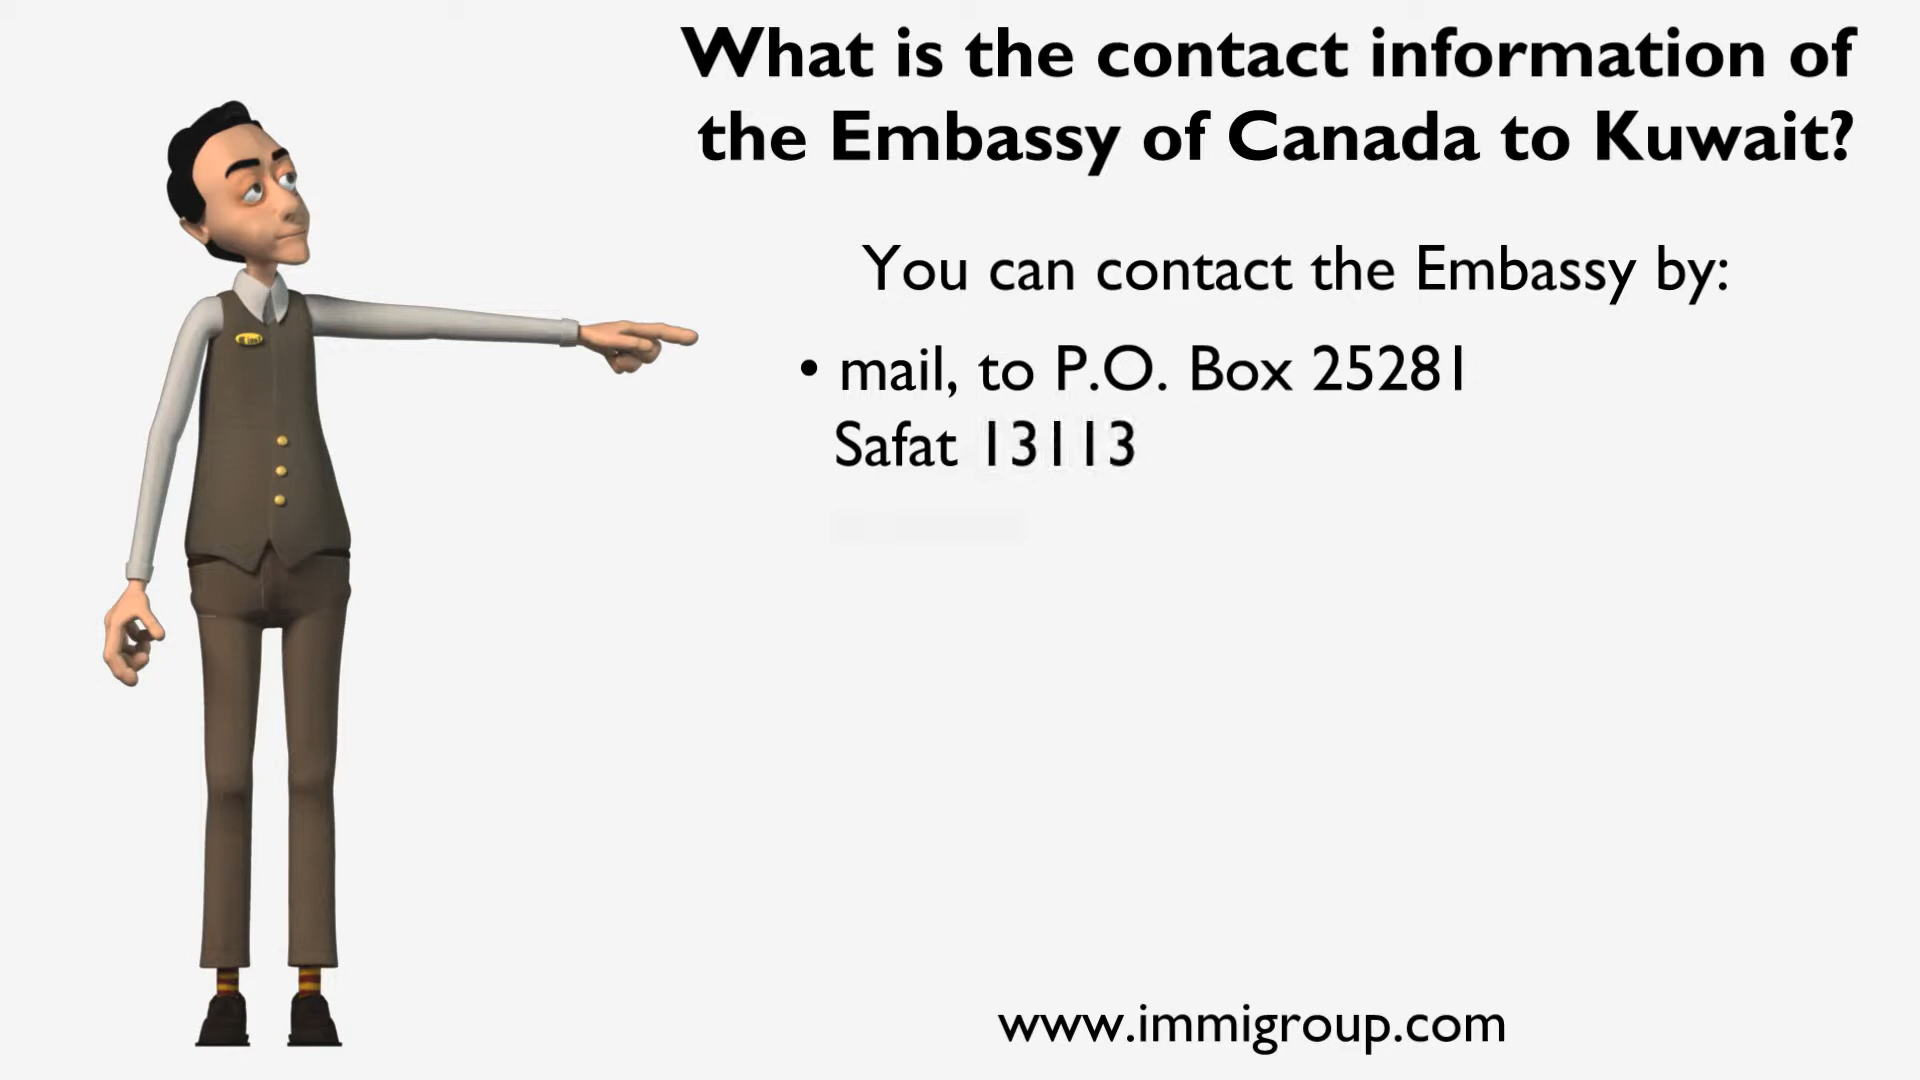 What is the contact information of
the Embassy of Canada to Kuwait?
You can contact the Embassy by:
• mail, to P.O. Box 25281
Safat 13113
www.immigroup.com